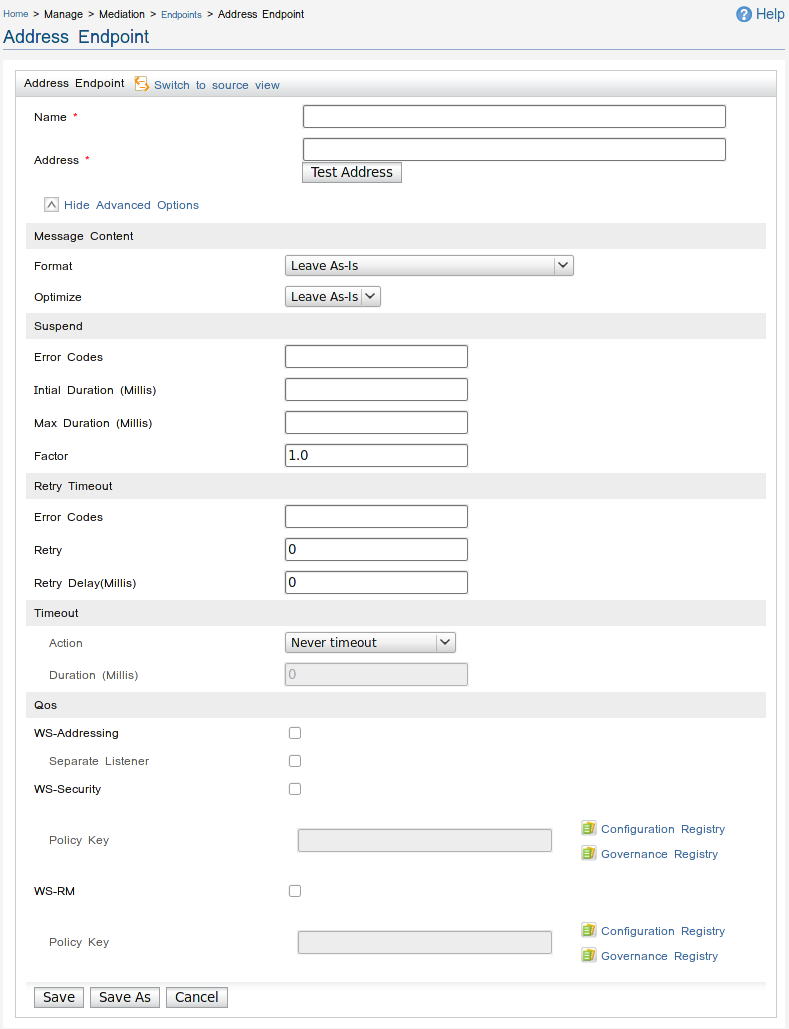 Home > Manage > Mediation > Endpoints > Address Endpoint
? Help
Address Endpoint
Address Endpoint Switch to source view
Name *
Address *
Test Address
Hide Advanced Options
Message Content
Format Leave As-Is
Optimize Leave As-Is
Suspend
Error Codes
Intial Duration (Millis)
Max Duration (Millis)
Factor 1.0
Retry Timeout
Error Codes
Retry 0
Retry Delay(Millis) 0
Timeout
Action Never timeout
Duration (Millis) 0
Qos
WS-Addressing
Separate Listener
WS-Security
Policy Key
Configuration Registry
Governance Registry
WS-RM
Policy Key
Configuration Registry
Governance Registry
Save Save As Cancel